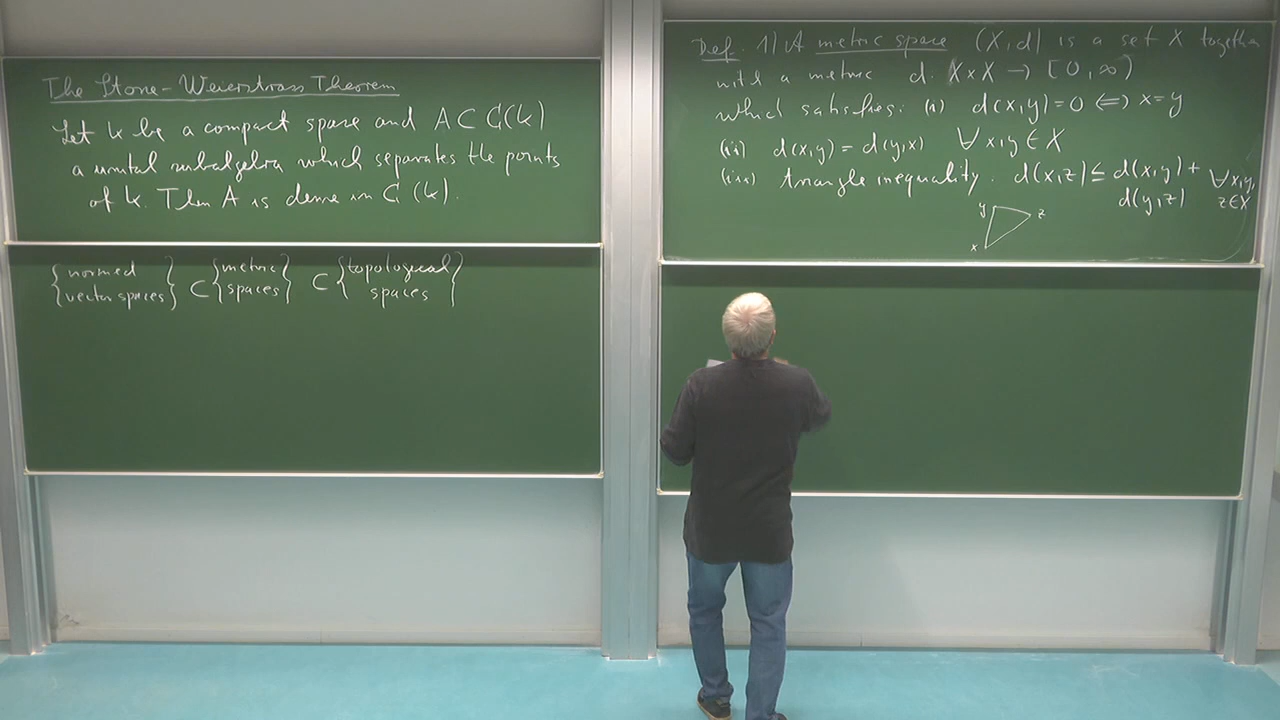 The Stone-Weierstrass Theorem
Let K be a compact space and A ⊂ C(K)
a unital subalgebra which separates the points
of K. Then A is dense in C(K).
{normed vector spaces} ⊂ {metric spaces} ⊂ {topological spaces}
Def. 1) A metric space (X,d) is a set X together
with a metric d: X×X → [0,∞)
which satisfies: (i) d(x,y)=0 ⟺ x=y
(ii) d(x,y) = d(y,x) ∀ x,y ∈ X
(iii) triangle inequality. d(x,z) ≤ d(x,y) + ∀x,y,
d(y,z) z∈X
y z
x